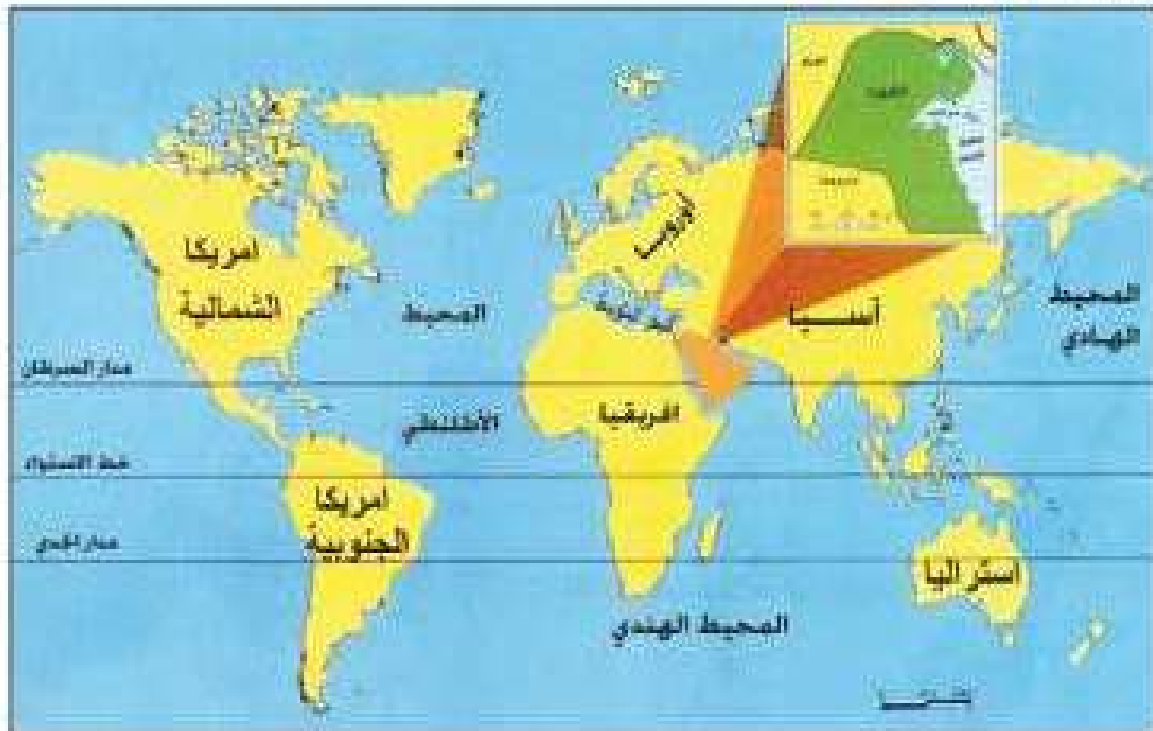 أوروبا
امريكا
الشمالية
المحيط
أسـيا
المحيط
الهادي
مدار السرطان
الأطلنطي
افريقيا
خط الاستواء
امريكا
الجنوبية
مدار الجدي
استراليا
المحيط الهندي